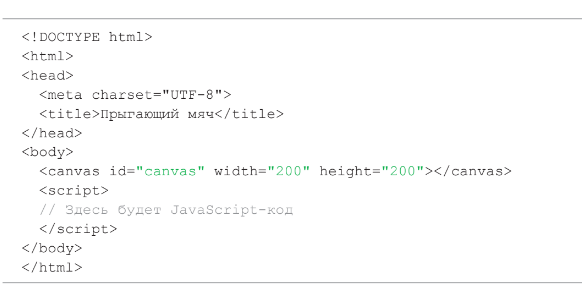 <!DOCTYPE html>
<html>
<head>
  <meta charset="UTF-8">
  <title>Прыгающий мяч</title>
</head>
<body>
  <canvas id="canvas" width="200" height="200"></canvas>
  <script>
  // Здесь будет JavaScript-код
  </script>
</body>
</html>